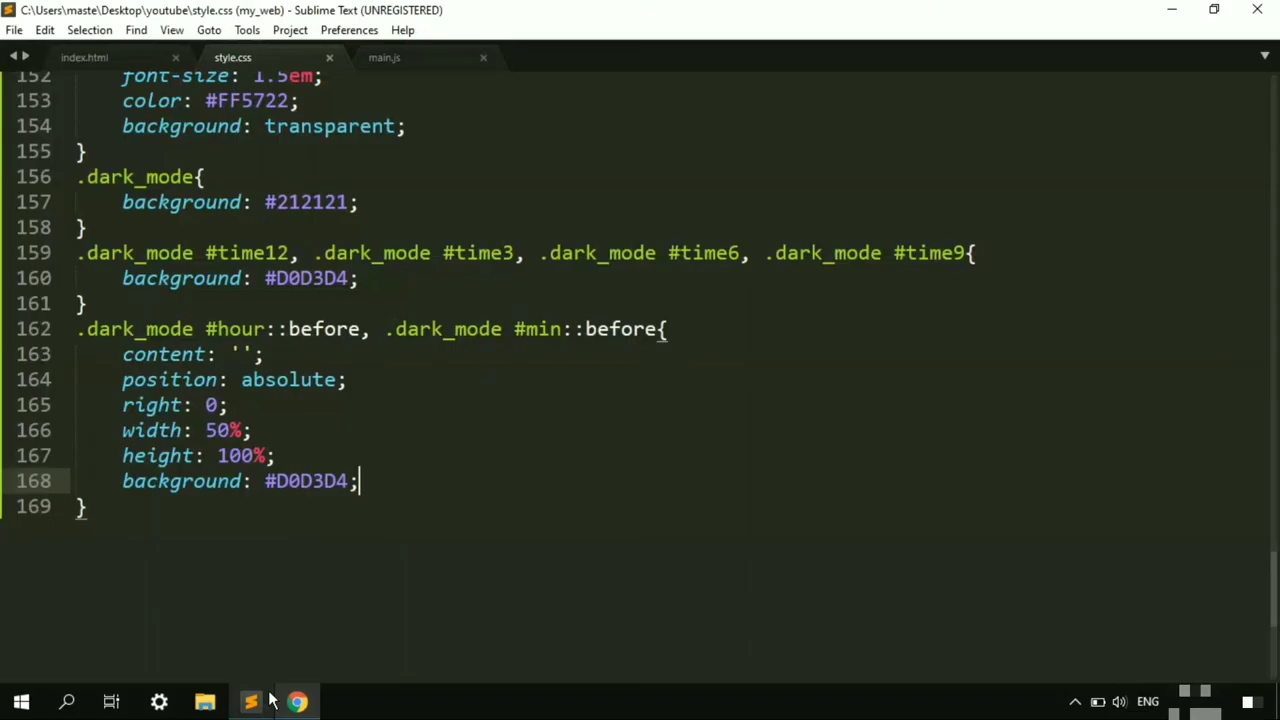 C:\Users\maste\Desktop\youtube\style.css (my_web) - Sublime Text (UNREGISTERED)
File Edit Selection Find View Goto Tools Project Preferences Help
index.html × style.css × main.js ×
152 font-size: 1.5em;
153 color: #FF5722;
154 background: transparent;
155 }
156 .dark_mode{
157 background: #212121;
158 }
159 .dark_mode #time12, .dark_mode #time3, .dark_mode #time6, .dark_mode #time9{
160 background: #D0D3D4;
161 }
162 .dark_mode #hour::before, .dark_mode #min::before{
163 content: '';
164 position: absolute;
165 right: 0;
166 width: 50%;
167 height: 100%;
168 background: #D0D3D4;
169 }
ENG